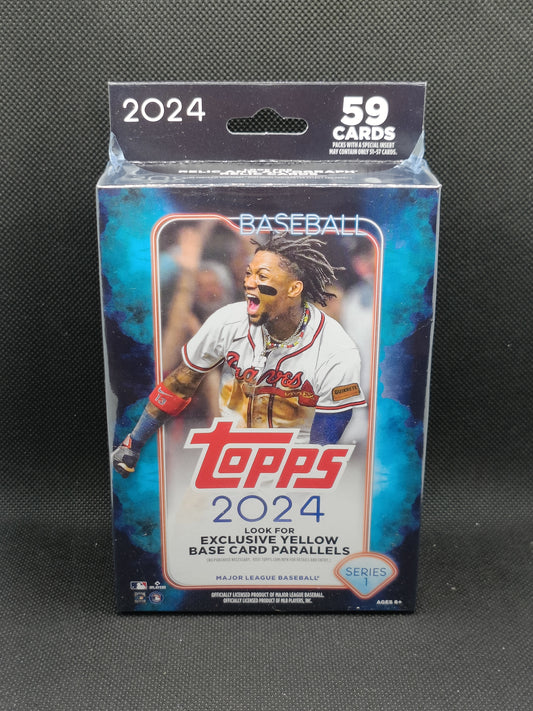 2024
59
CARDS
PACKS WITH A SPECIAL INSERT
MAY CONTAIN ONLY 51-57 CARDS.
BASEBALL
Braves
QUIKRETE
TOPPS
2024
LOOK FOR
EXCLUSIVE YELLOW
BASE CARD PARALLELS
MAJOR LEAGUE BASEBALL®
SERIES
1
OFFICIALLY LICENSED PRODUCT OF MAJOR LEAGUE BASEBALL.
OFFICIALLY LICENSED PRODUCT OF MLB PLAYERS, INC.
AGES 6+